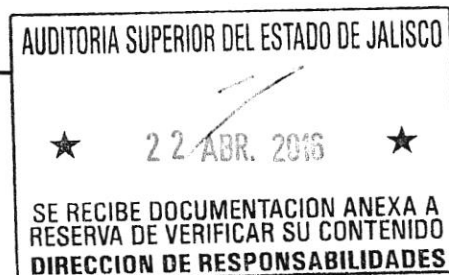 AUDITORIA SUPERIOR DEL ESTADO DE JALISCO
★ 22 ABR. 2016 ★
SE RECIBE DOCUMENTACION ANEXA A
RESERVA DE VERIFICAR SU CONTENIDO
DIRECCION DE RESPONSABILIDADES